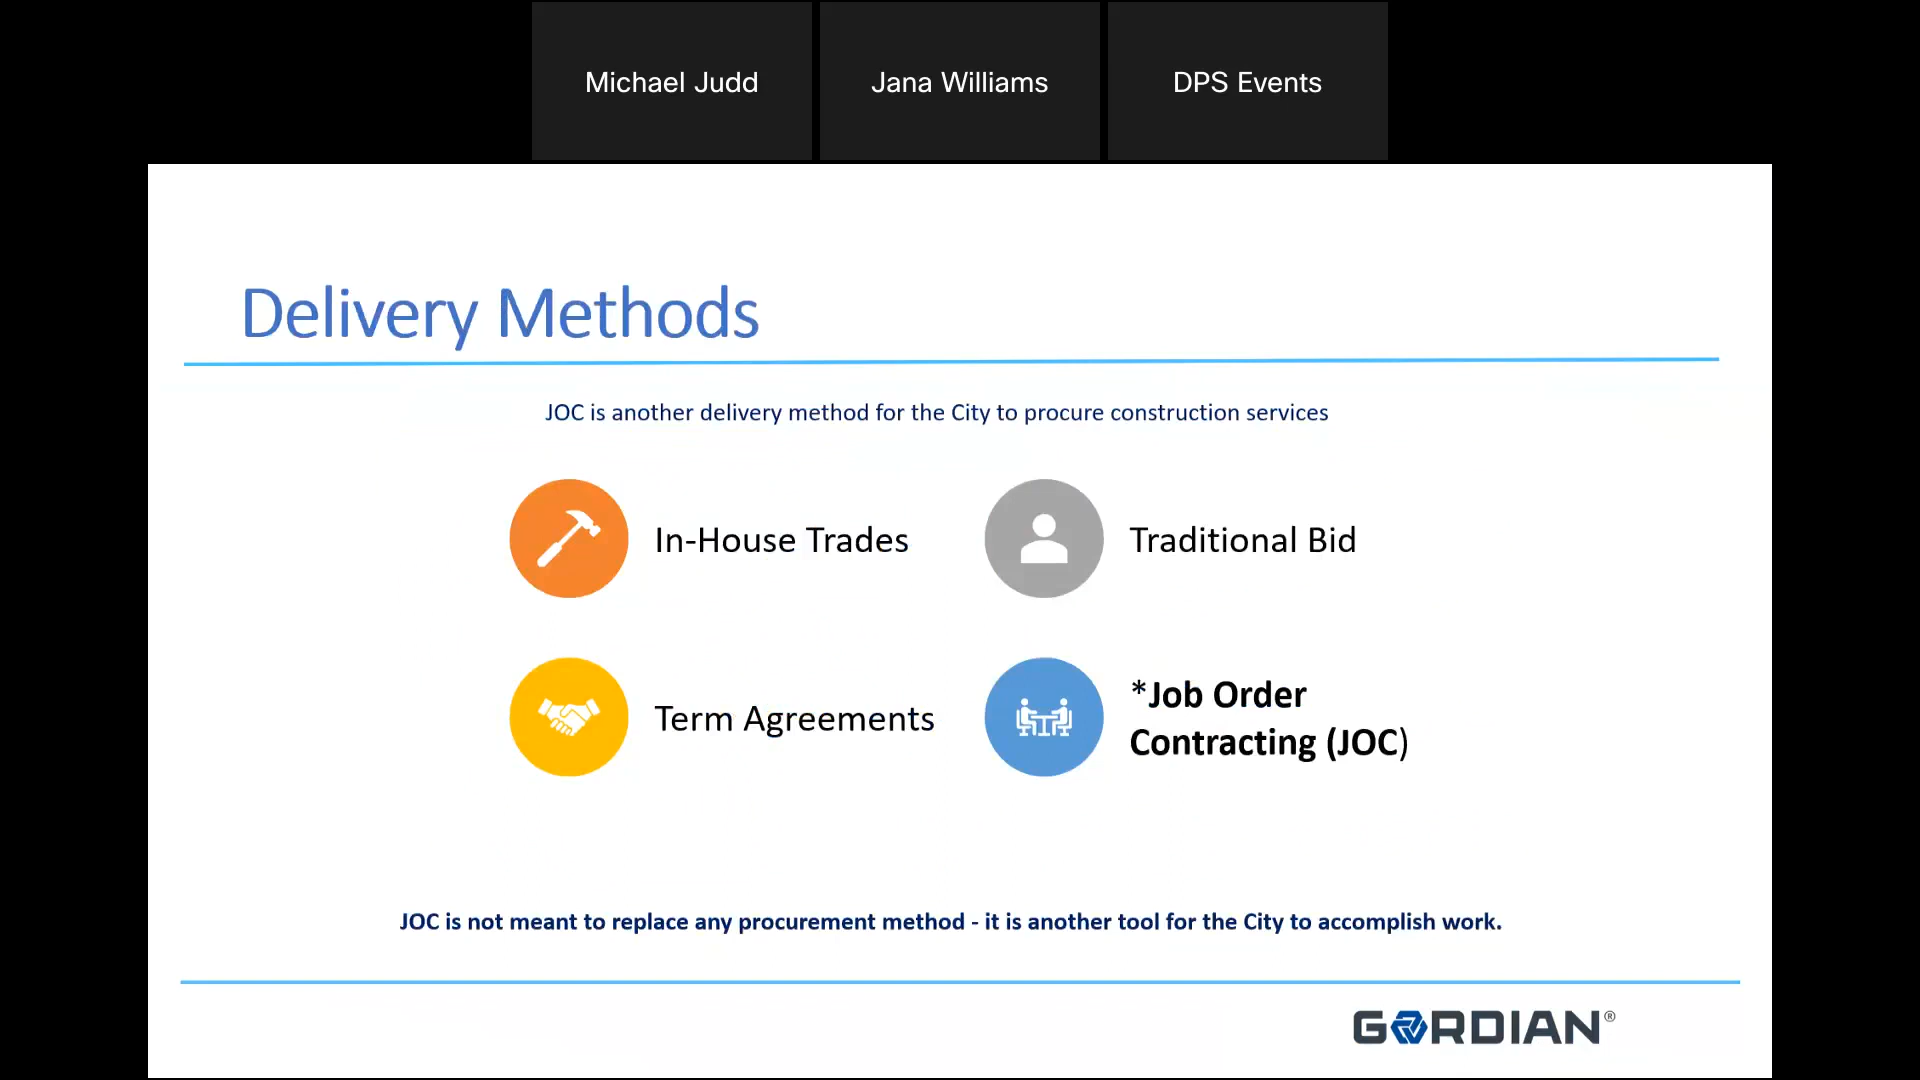 Michael Judd
Jana Williams
DPS Events
Delivery Methods
JOC is another delivery method for the City to procure construction services
In-House Trades
Traditional Bid
Term Agreements
*Job Order
Contracting (JOC)
JOC is not meant to replace any procurement method - it is another tool for the City to accomplish work.
GORDIAN®